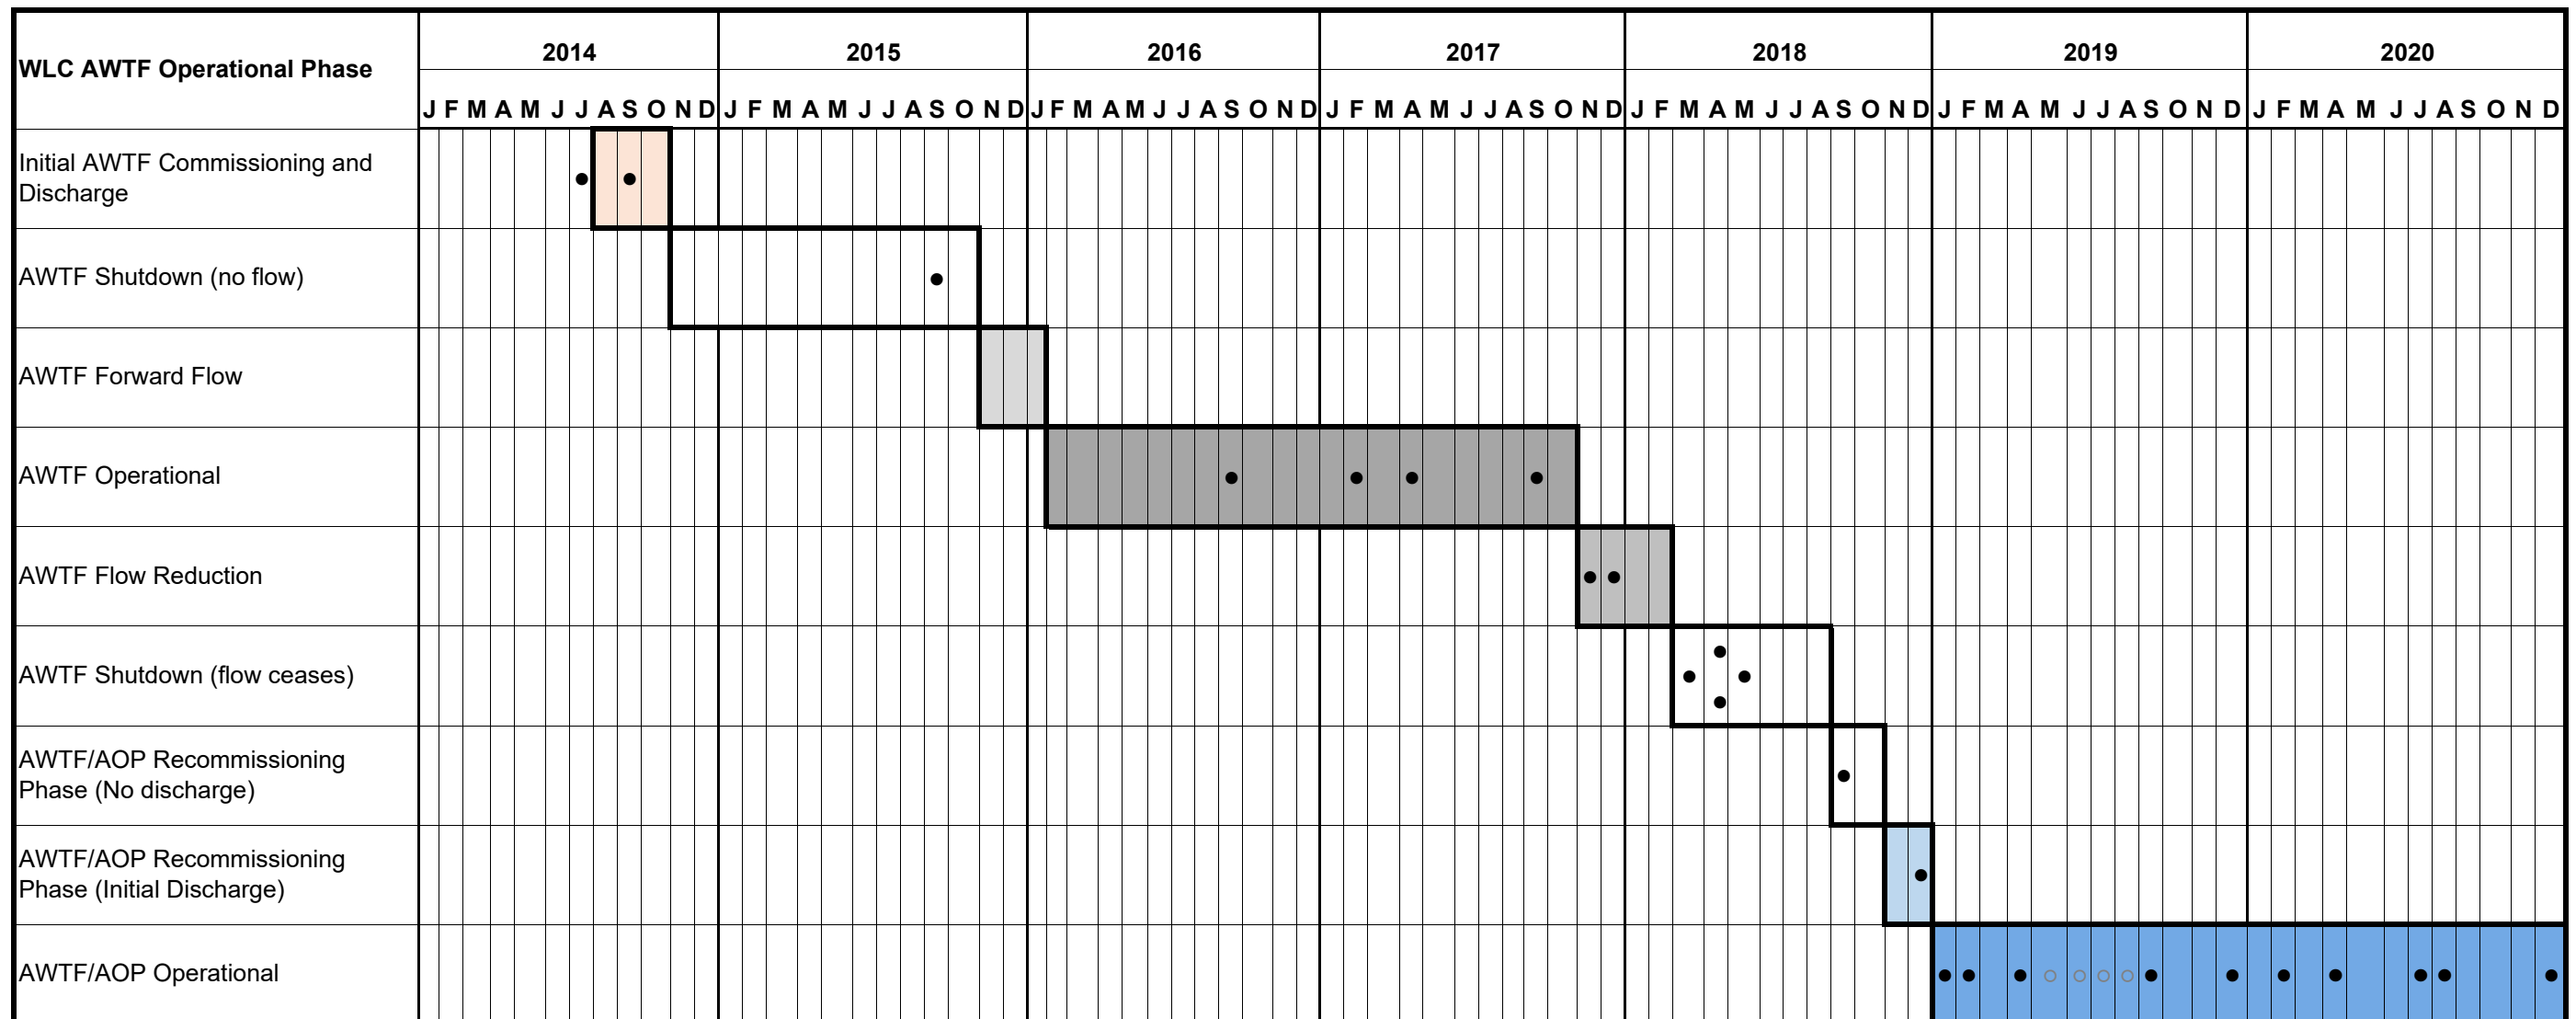 WLC AWTF Operational Phase
2014 2015 2016 2017 2018 2019 2020
J F M A M J J A S O N D J F M A M J J A S O N D J F M A M J J A S O N D J F M A M J J A S O N D J F M A M J J A S O N D J F M A M J J A S O N D J F M A M J J A S O N D
Initial AWTF Commissioning and
Discharge
AWTF Shutdown (no flow)
AWTF Forward Flow
AWTF Operational
AWTF Flow Reduction
AWTF Shutdown (flow ceases)
AWTF/AOP Recommissioning
Phase (No discharge)
AWTF/AOP Recommissioning
Phase (Initial Discharge)
AWTF/AOP Operational